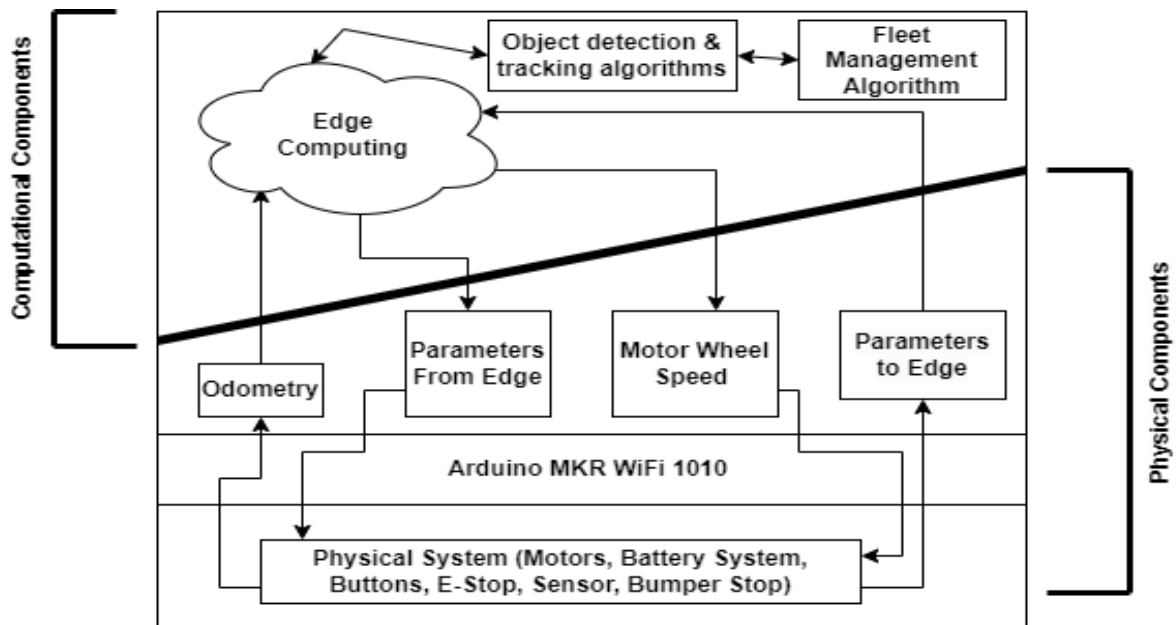 Computational Components
Object detection &
tracking algorithms
Fleet
Management
Algorithm
Edge
Computing
Physical Components
Odometry
Parameters
From Edge
Motor Wheel
Speed
Parameters
to Edge
Arduino MKR WiFi 1010
Physical System (Motors, Battery System,
Buttons, E-Stop, Sensor, Bumper Stop)